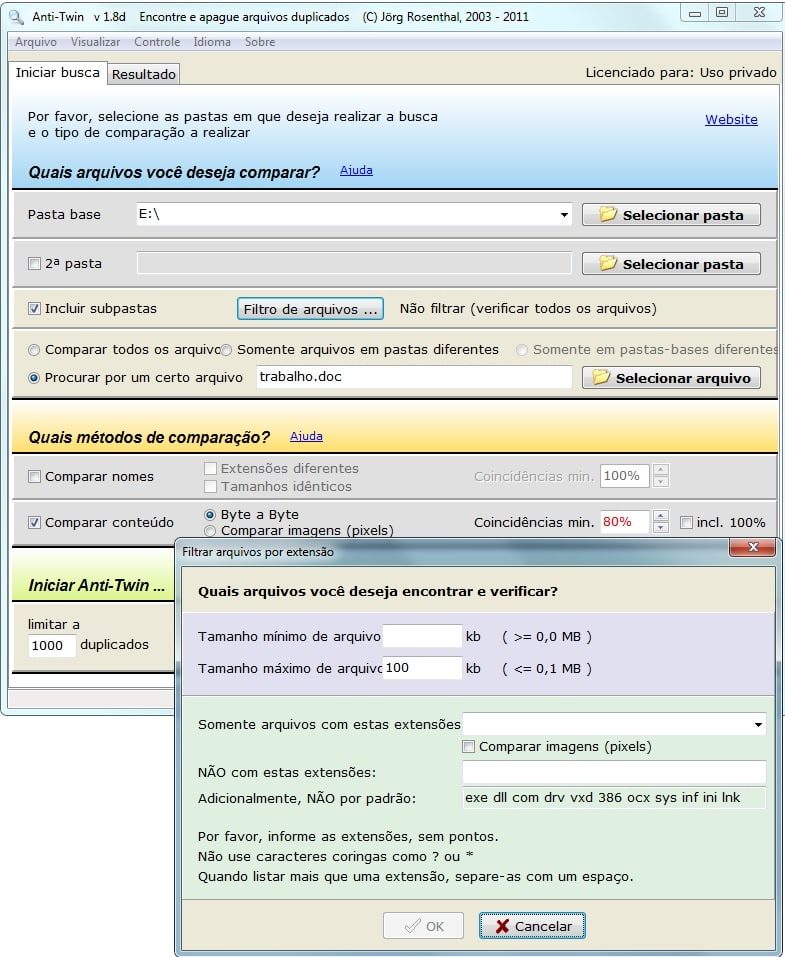 Anti-Twin v 1.8d Encontre e apague arquivos duplicados (C) Jörg Rosenthal, 2003 - 2011
Arquivo Visualizar Controle Idioma Sobre
Iniciar busca Resultado Licenciado para: Uso privado
Por favor, selecione as pastas em que deseja realizar a busca
e o tipo de comparação a realizar
Website
Quais arquivos você deseja comparar? Ajuda
Pasta base E:\ Selecionar pasta
2ª pasta Selecionar pasta
Incluir subpastas Filtro de arquivos ... Não filtrar (verificar todos os arquivos)
Comparar todos os arquivo Somente arquivos em pastas diferentes Somente em pastas-bases diferentes
Procurar por um certo arquivo trabalho.doc Selecionar arquivo
Quais métodos de comparação? Ajuda
Comparar nomes Extensões diferentes Coincidências min. 100%
Tamanhos idênticos
Comparar conteúdo Byte a Byte Coincidências min. 80% incl. 100%
Comparar imagens (pixels)
Iniciar Anti-Twin ...
limitar a
1000 duplicados
Filtrar arquivos por extensão
Quais arquivos você deseja encontrar e verificar?
Tamanho mínimo de arquivo kb ( >= 0,0 MB )
Tamanho máximo de arquivo 100 kb ( <= 0,1 MB )
Somente arquivos com estas extensões
Comparar imagens (pixels)
NÃO com estas extensões:
Adicionalmente, NÃO por padrão: exe dll com drv vxd 386 ocx sys inf ini lnk
Por favor, informe as extensões, sem pontos.
Não use caracteres coringas como ? ou *
Quando listar mais que uma extensão, separe-as com um espaço.
OK Cancelar